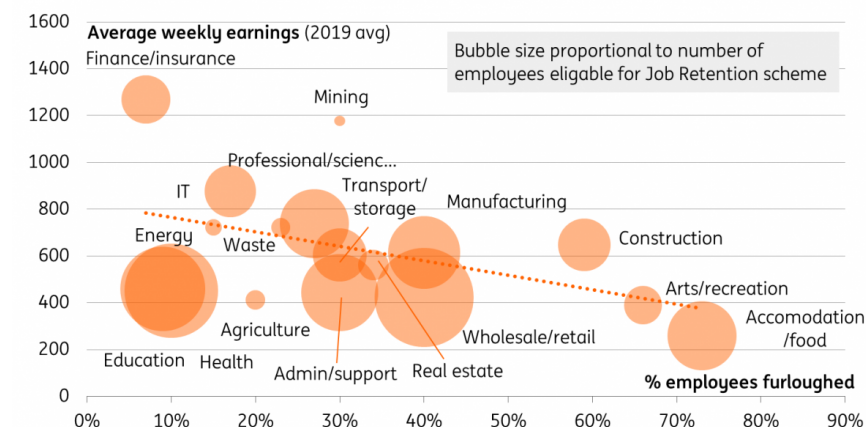 1600
Average weekly earnings (2019 avg)
Finance/insurance
Bubble size proportional to number of
employees eligable for Job Retention scheme
1400
Mining
1200
1000
Professional/scienc...
Transport/
storage
IT
Manufacturing
800
Energy
Waste
Construction
600
Arts/recreation
400
Agriculture
Wholesale/retail
Accomodation
/food
200
Education
Health
Admin/support
Real estate
% employees furloughed
0
0% 10% 20% 30% 40% 50% 60% 70% 80% 90%